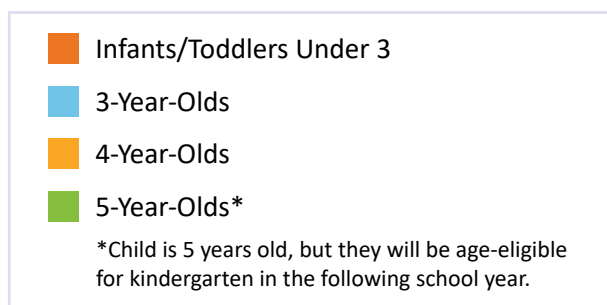 Infants/Toddlers Under 3
3-Year-Olds
4-Year-Olds
5-Year-Olds*
*Child is 5 years old, but they will be age-eligible
for kindergarten in the following school year.